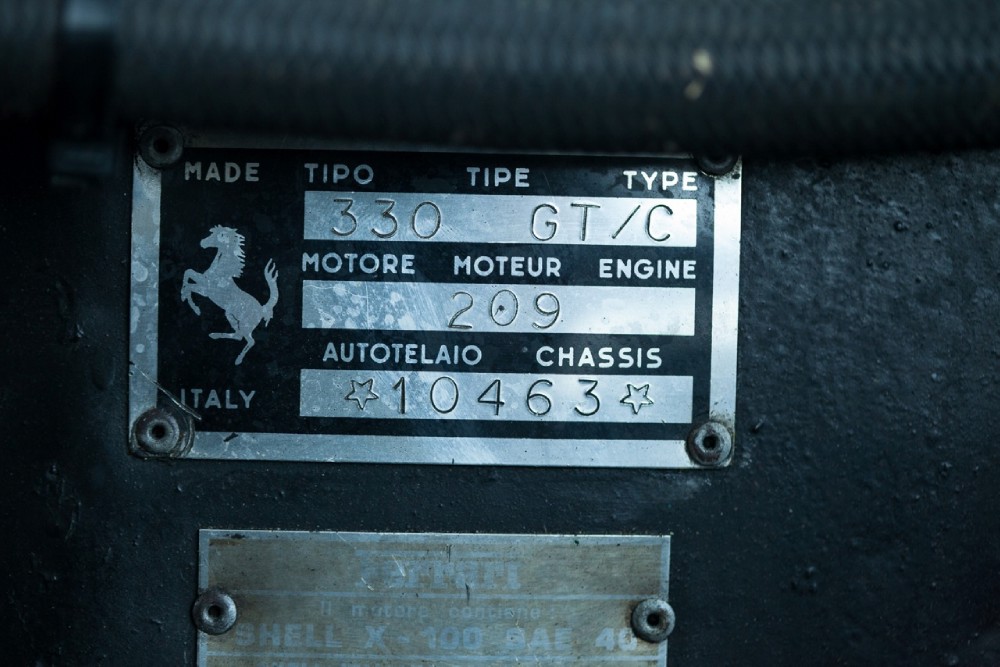 MADE TIPO TIPE TYPE
330 GT/C
MOTORE MOTEUR ENGINE
209
AUTOTELAIO CHASSIS
10463
ITALY
Ferrari
Il motore contiene
SHELL X-100 SAE 40